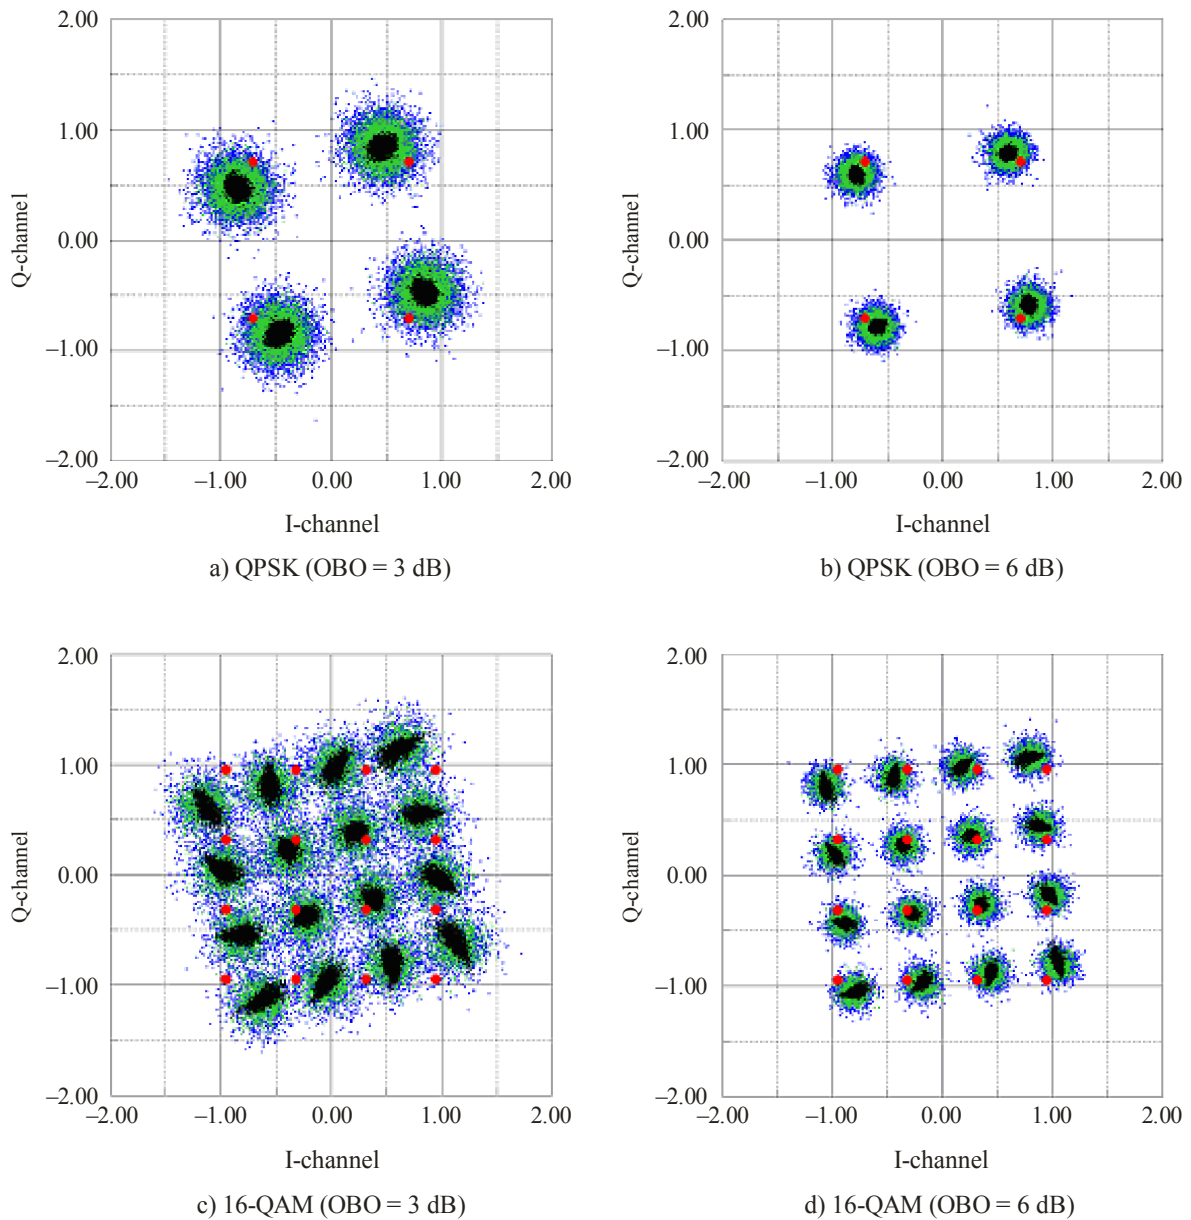 2.00
1.00
0.00
–1.00
–2.00
Q-channel
–2.00 –1.00 0.00 1.00 2.00
I-channel
a) QPSK (OBO = 3 dB)
2.00
1.00
0.00
–1.00
–2.00
Q-channel
–2.00 –1.00 0.00 1.00 2.00
I-channel
b) QPSK (OBO = 6 dB)
2.00
1.00
0.00
–1.00
–2.00
Q-channel
–2.00 –1.00 0.00 1.00 2.00
I-channel
c) 16-QAM (OBO = 3 dB)
2.00
1.00
0.00
–1.00
–2.00
Q-channel
–2.00 –1.00 0.00 1.00 2.00
I-channel
d) 16-QAM (OBO = 6 dB)